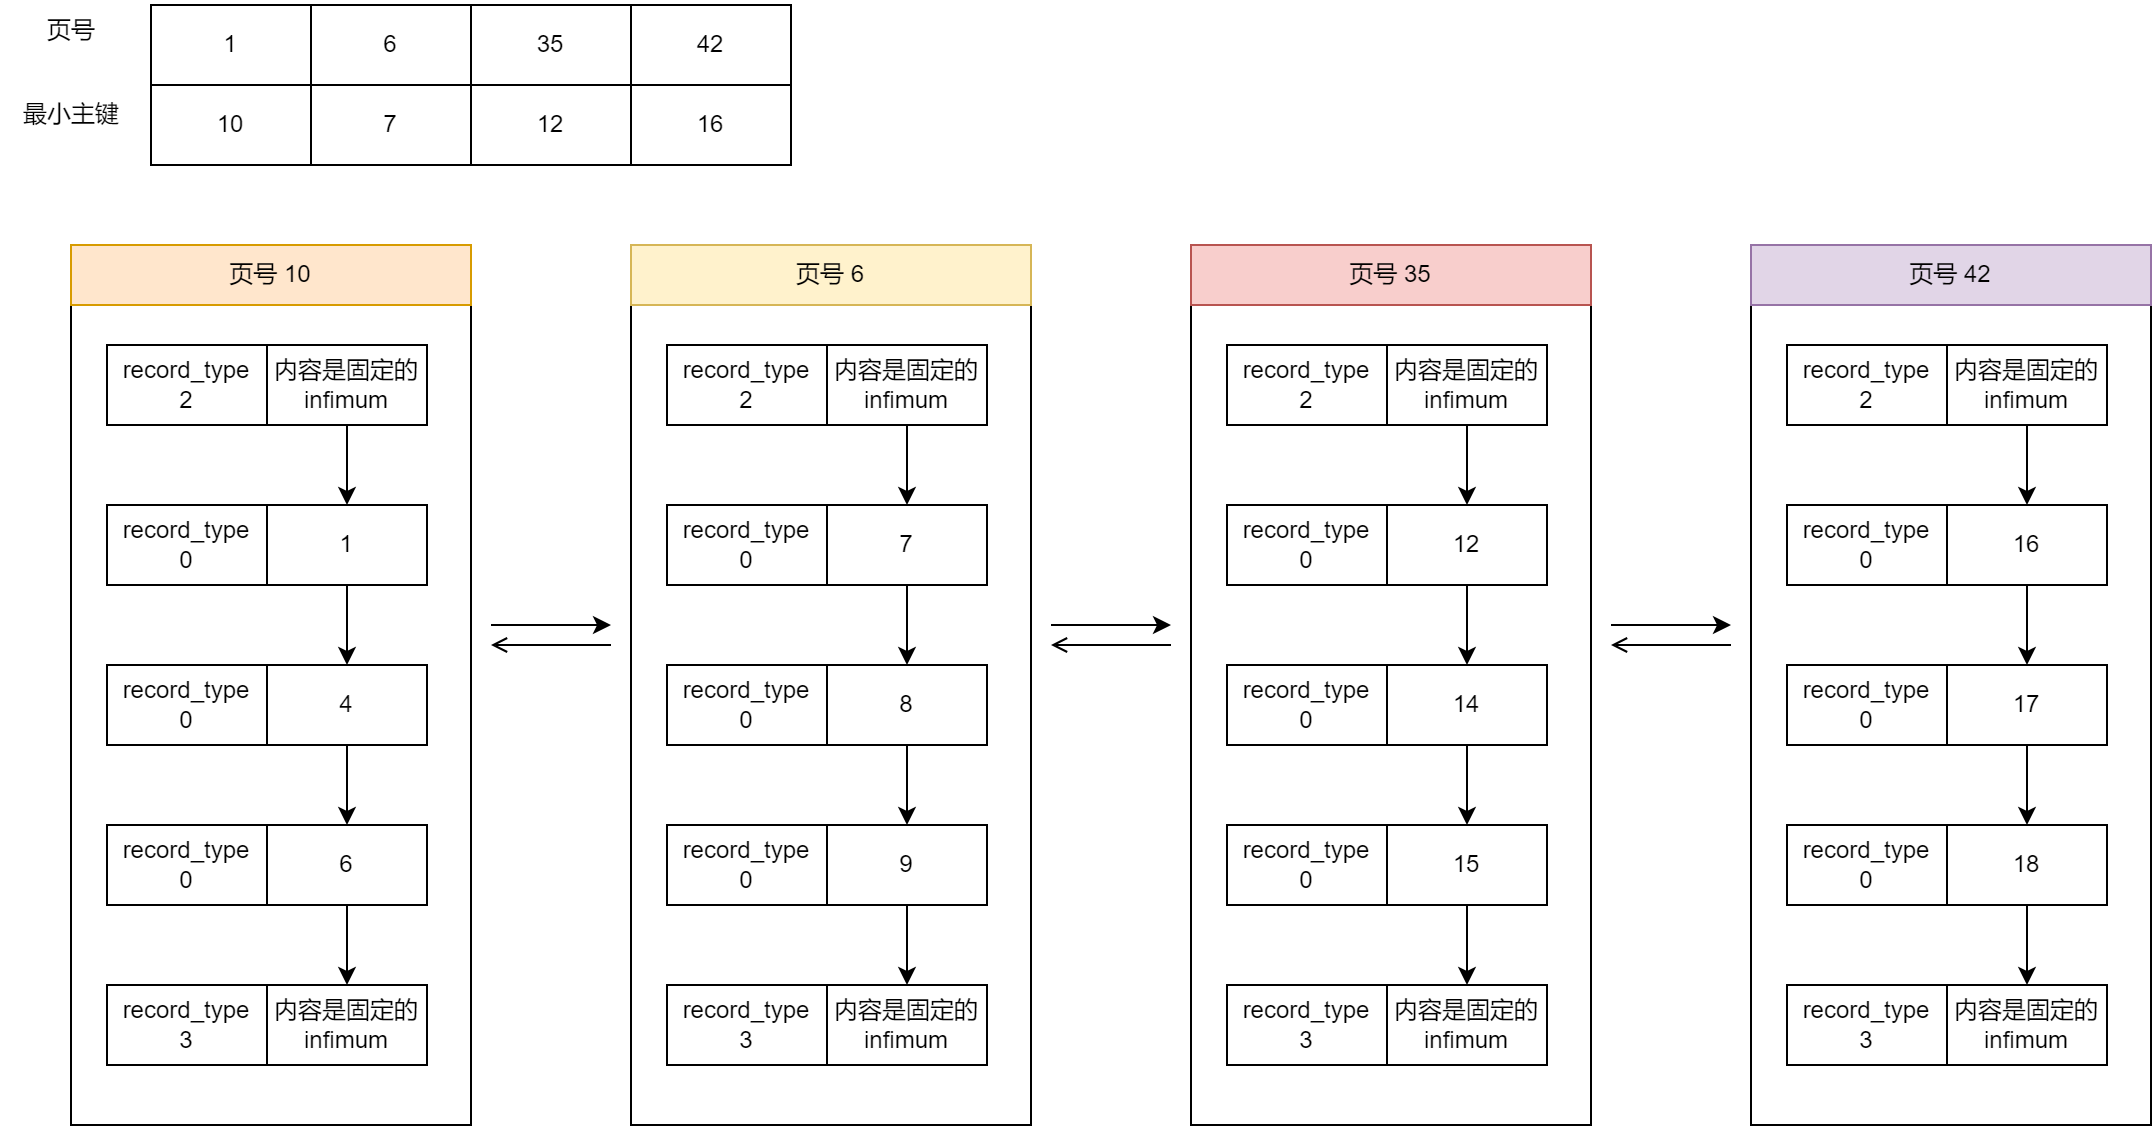 页号
1
6
35
42
最小主键
10
7
12
16
页号 10
record_type
2
内容是固定的
infimum
record_type
0
1
record_type
0
4
record_type
0
6
record_type
3
内容是固定的
infimum
页号 6
record_type
2
内容是固定的
infimum
record_type
0
7
record_type
0
8
record_type
0
9
record_type
3
内容是固定的
infimum
页号 35
record_type
2
内容是固定的
infimum
record_type
0
12
record_type
0
14
record_type
0
15
record_type
3
内容是固定的
infimum
页号 42
record_type
2
内容是固定的
infimum
record_type
0
16
record_type
0
17
record_type
0
18
record_type
3
内容是固定的
infimum